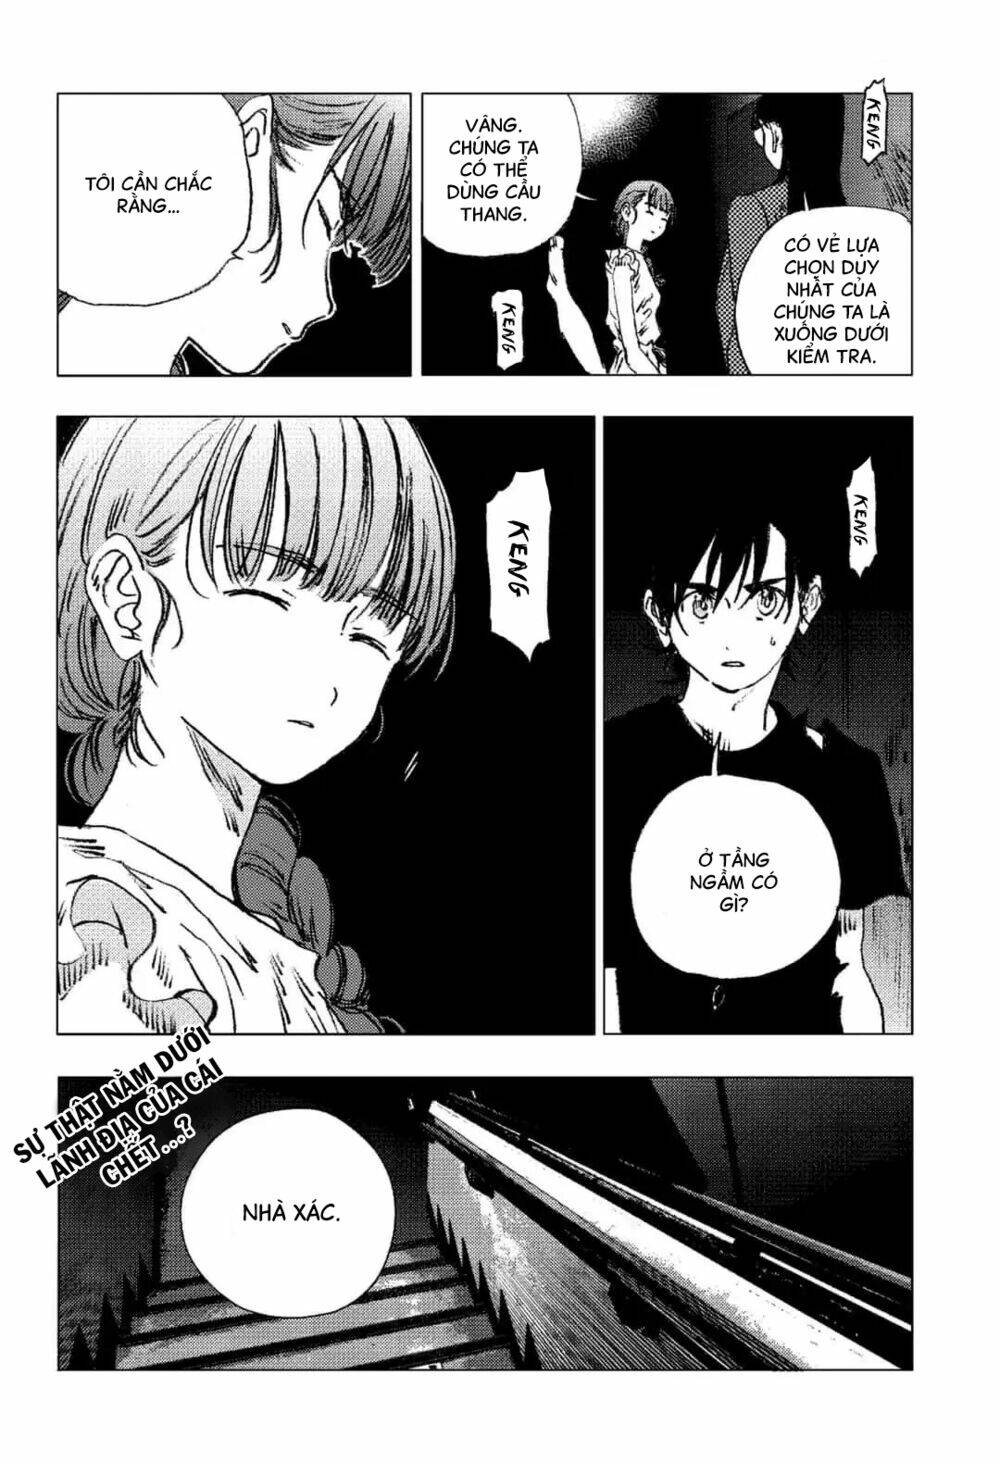 KENG
CÓ VẺ LỰA
CHỌN DUY
NHẤT CỦA
CHÚNG TA LÀ
XUỐNG DƯỚI
KIỂM TRA.
VÂNG.
CHÚNG TA
CÓ THỂ
DÙNG CẦU
THANG.
KENG
TÔI CẦN CHẮC
RẰNG...
KENG
Ở TẦNG
NGẦM CÓ
GÌ?
KENG
NHÀ XÁC.
SỰ THẬT NẰM DƯỚI
LÃNH ĐỊA CỦA CÁI
CHẾT...?